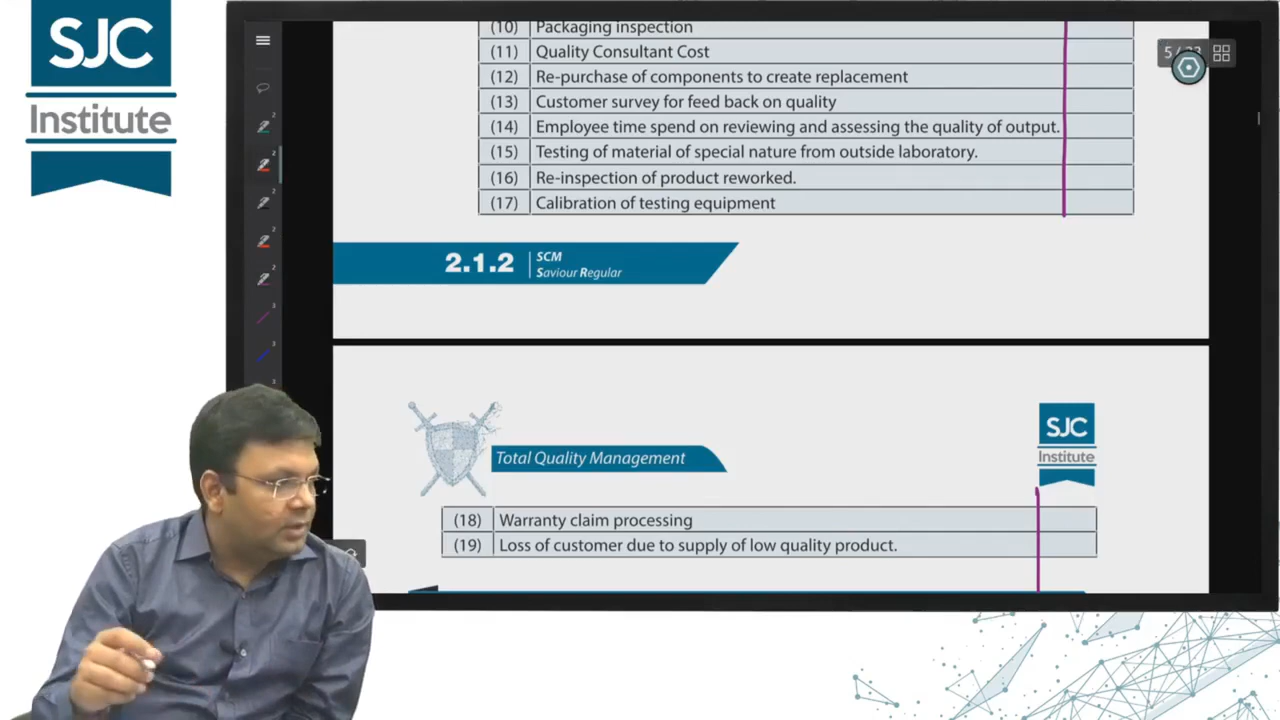 SJC
Institute
(10) Packaging inspection
(11) Quality Consultant Cost
(12) Re-purchase of components to create replacement
(13) Customer survey for feed back on quality
(14) Employee time spend on reviewing and assessing the quality of output.
(15) Testing of material of special nature from outside laboratory.
(16) Re-inspection of product reworked.
(17) Calibration of testing equipment
2.1.2 SCM
Saviour Regular
SJC
Institute
Total Quality Management
(18) Warranty claim processing
(19) Loss of customer due to supply of low quality product.